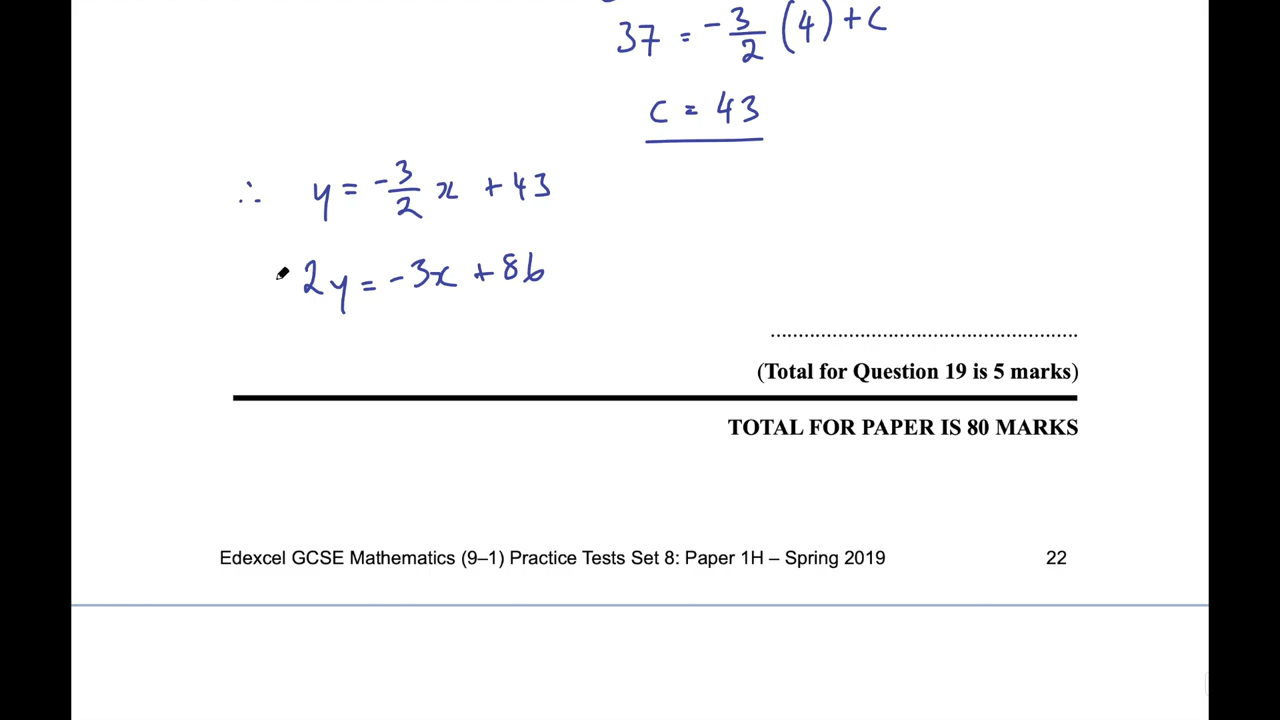 37 = -3/2 (4) + c
c = 43
∴ y = -3/2 x + 43
2y = -3x + 86
......................................................
(Total for Question 19 is 5 marks)
TOTAL FOR PAPER IS 80 MARKS
Edexcel GCSE Mathematics (9–1) Practice Tests Set 8: Paper 1H – Spring 2019 22